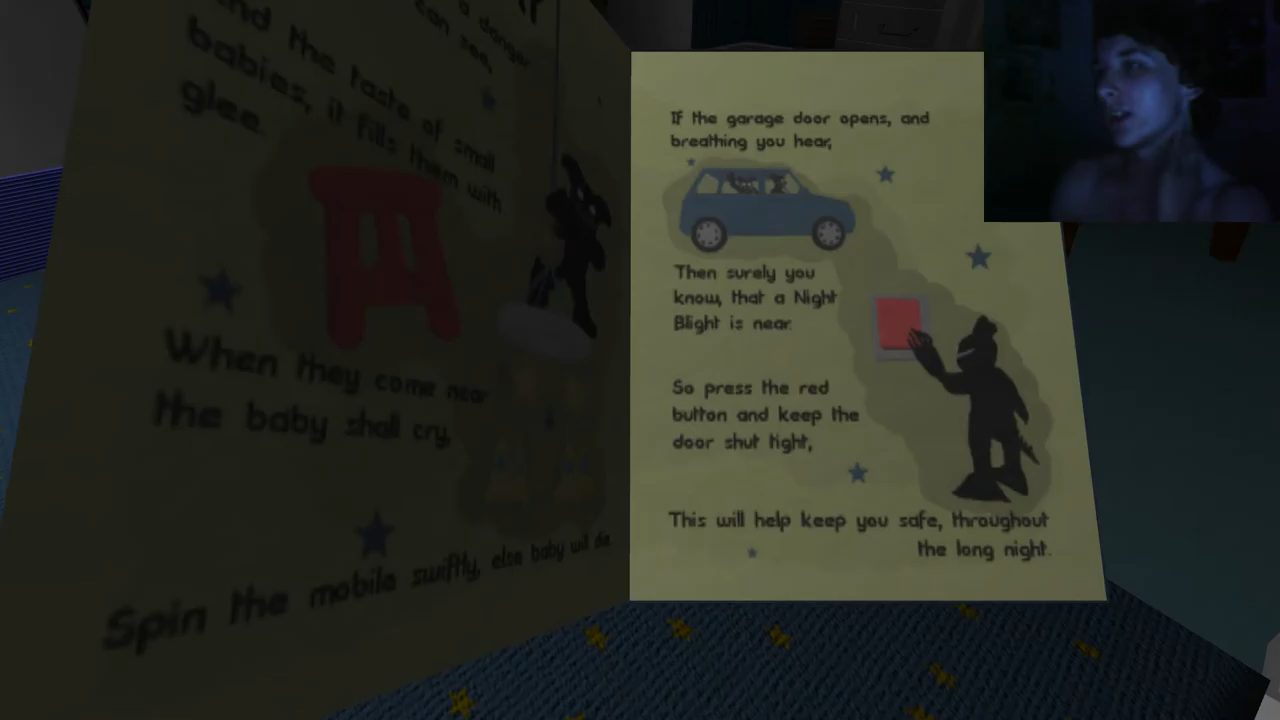 a danger
can see,
and the taste of small
babies, it fills them with
glee.
When they come near
the baby shall cry,
Spin the mobile swiftly, else baby will die.
If the garage door opens, and
breathing you hear,
Then surely you
know, that a Night
Blight is near.
So press the red
button and keep the
door shut tight,
This will help keep you safe, throughout
the long night.